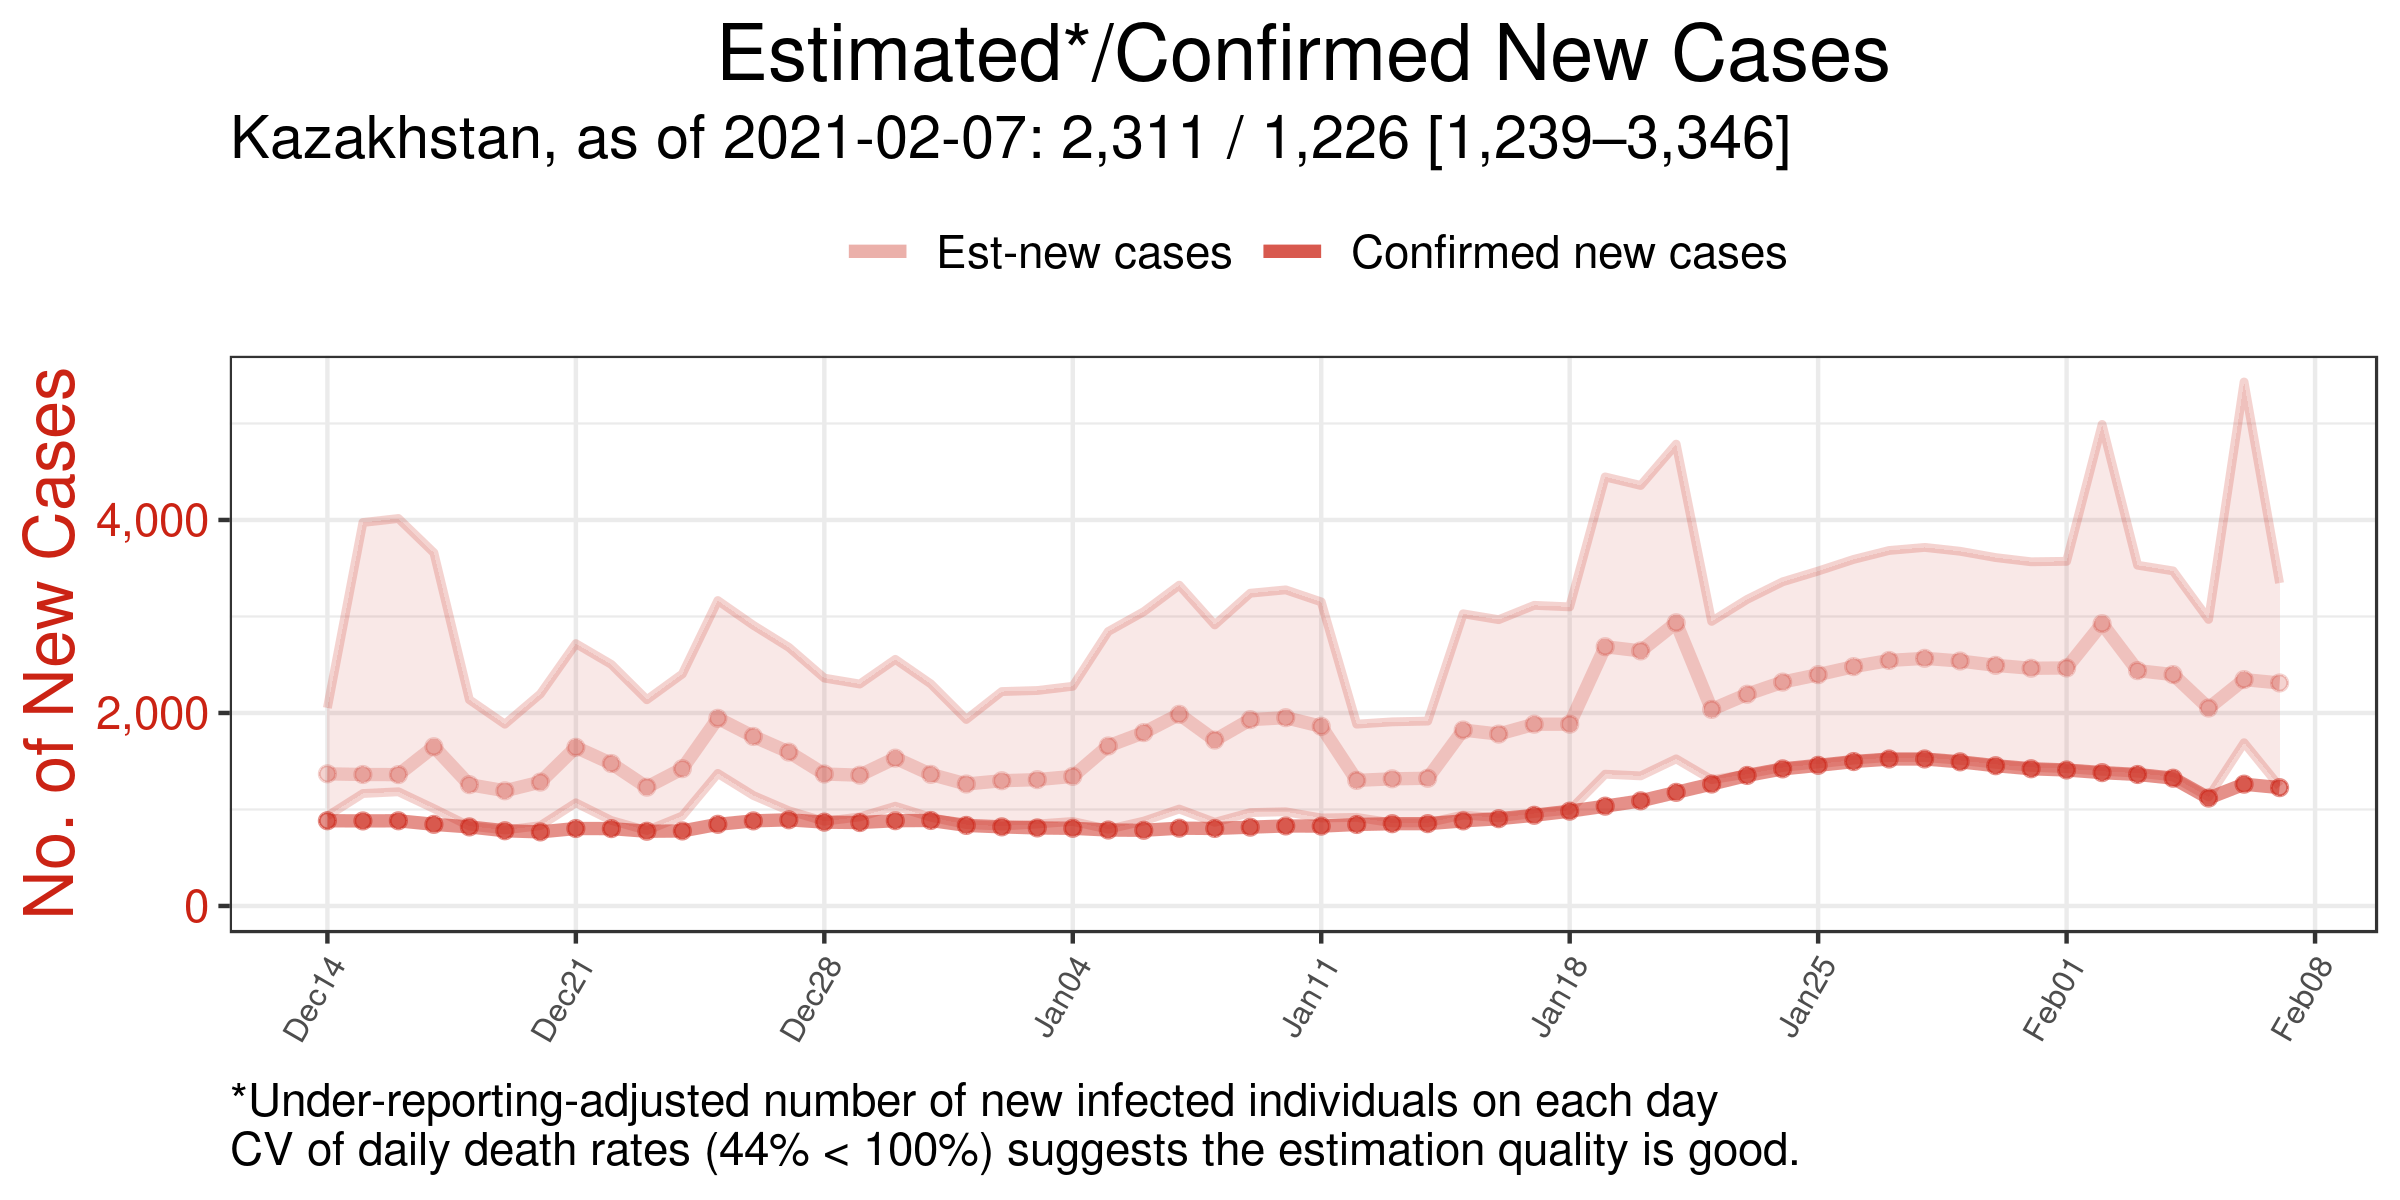 Estimated*/Confirmed New Cases
Kazakhstan, as of 2021-02-07: 2,311 / 1,226 [1,239–3,346]
Est-new cases Confirmed new cases
No. of New Cases
4,000
2,000
0
Dec14 Dec21 Dec28 Jan04 Jan11 Jan18 Jan25 Feb01 Feb08
*Under-reporting-adjusted number of new infected individuals on each day
CV of daily death rates (44% < 100%) suggests the estimation quality is good.